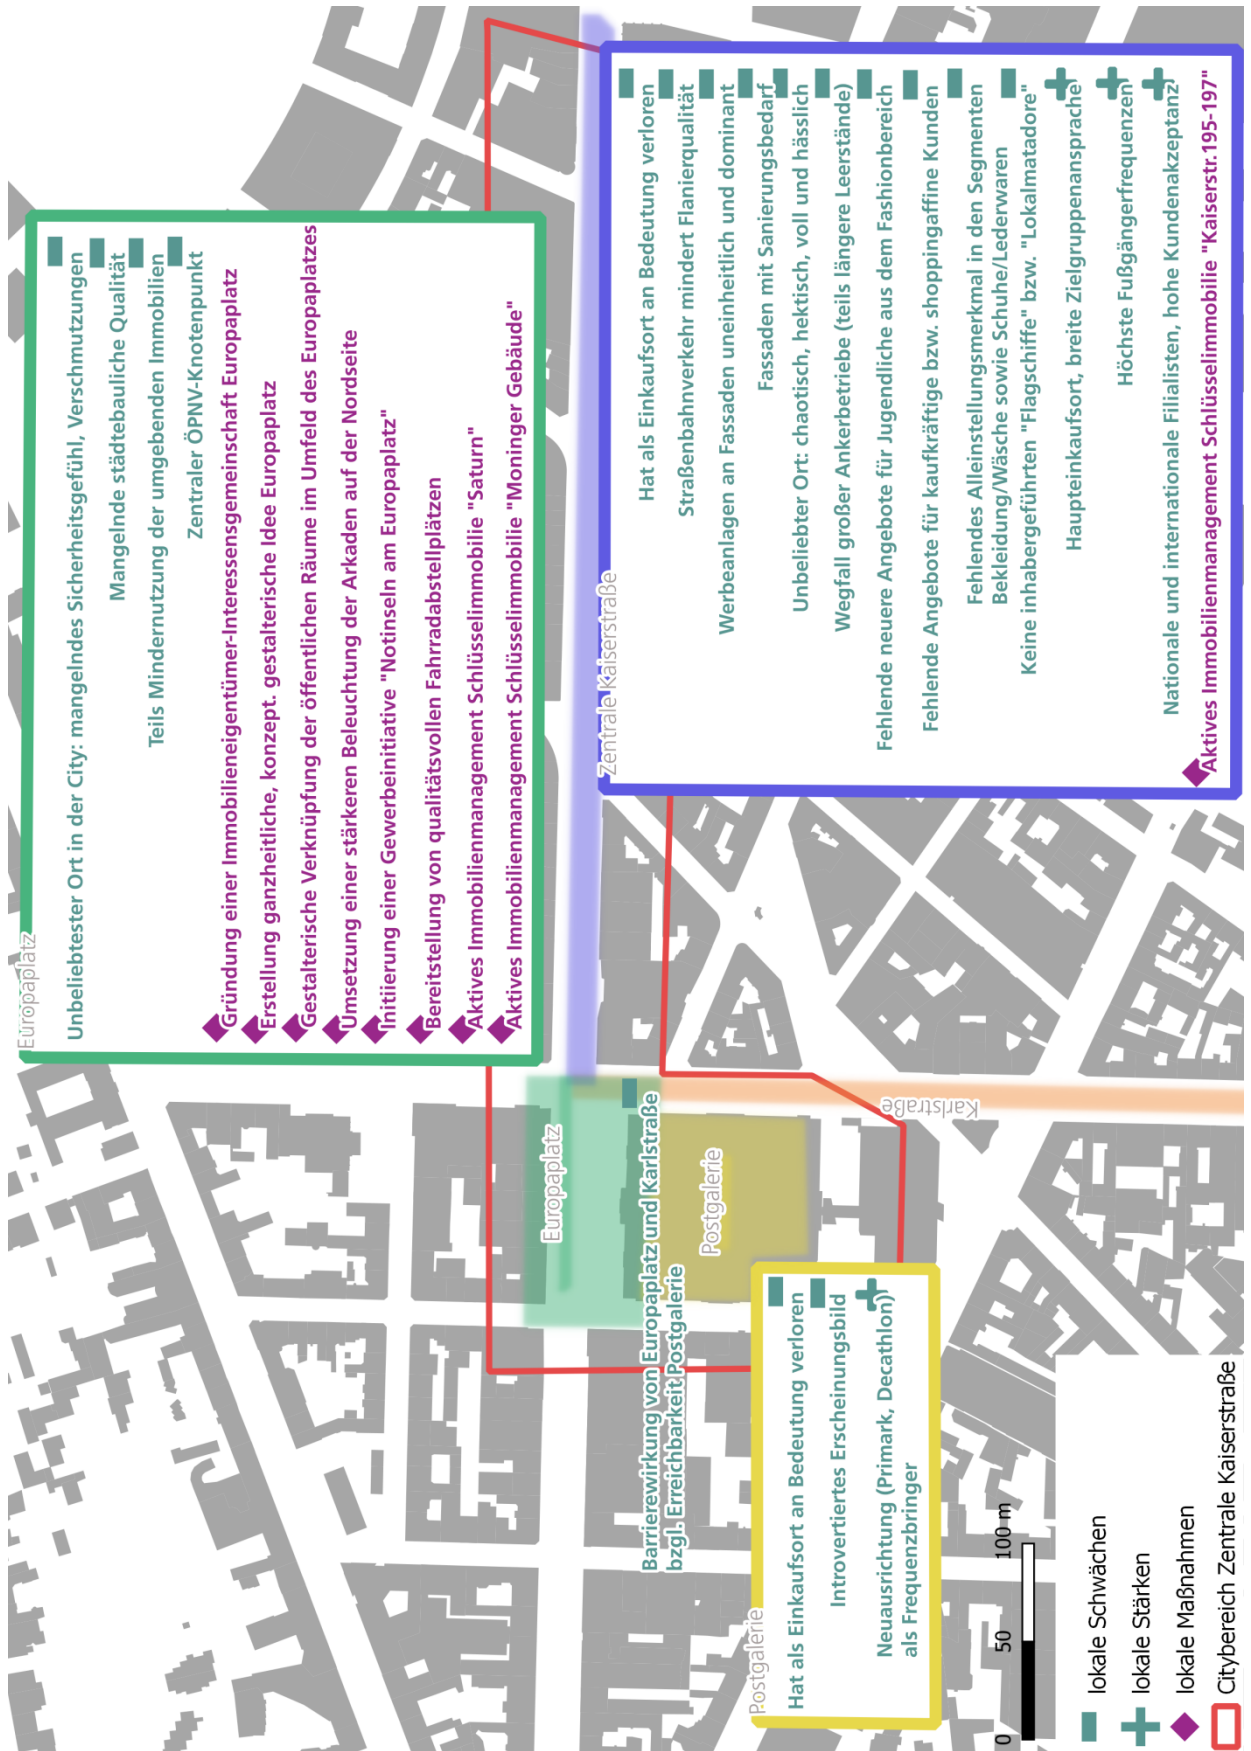 Europaplatz
Unbeliebtester Ort in der City: mangelndes Sicherheitsgefühl, Verschmutzungen
Mangelnde städtebauliche Qualität
Teils Mindernutzung der umgebenden Immobilien
Zentraler ÖPNV-Knotenpunkt
Gründung einer Immobilieneigentümer-Interessensgemeinschaft Europaplatz
Erstellung ganzheitliche, konzept. gestalterische Idee Europaplatz
Gestalterische Verknüpfung der öffentlichen Räume im Umfeld des Europaplatzes
Umsetzung einer stärkeren Beleuchtung der Arkaden auf der Nordseite
Initiierung einer Gewerbeinitiative "Notinseln am Europaplatz"
Bereitstellung von qualitätsvollen Fahrradabstellplätzen
Aktives Immobilienmanagement Schlüsselimmobilie "Saturn"
Aktives Immobilienmanagement Schlüsselimmobilie "Moninger Gebäude"
Zentrale Kaiserstraße
Hat als Einkaufsort an Bedeutung verloren
Straßenbahnverkehr mindert Flanierqualität
Werbeanlagen an Fassaden uneinheitlich und dominant
Fassaden mit Sanierungsbedarf
Unbeliebter Ort: chaotisch, hektisch, voll und hässlich
Wegfall großer Ankerbetriebe (teils längere Leerstände)
Fehlende neuere Angebote für Jugendliche aus dem Fashionbereich
Fehlende Angebote für kaufkräftige bzw. shoppingaffine Kunden
Fehlendes Alleinstellungsmerkmal in den Segmenten
Bekleidung/Wäsche sowie Schuhe/Lederwaren
Keine inhabergeführten "Flagschiffe" bzw. "Lokalmatadore"
Haupteinkaufsort, breite Zielgruppenansprache
Höchste Fußgängerfrequenzen
Nationale und internationale Filialisten, hohe Kundenakzeptanz
Aktives Immobilienmanagement Schlüsselimmobilie "Kaiserstr.195-197"
Europaplatz
Barrierewirkung von Europaplatz und Karlstraße
bzgl. Erreichbarkeit Postgalerie
Postgalerie
Karlstraße
Postgalerie
Hat als Einkaufsort an Bedeutung verloren
Introvertiertes Erscheinungsbild
Neuausrichtung (Primark, Decathlon)
als Frequenzbringer
0 50 100 m
lokale Schwächen
lokale Stärken
lokale Maßnahmen
Citybereich Zentrale Kaiserstraße